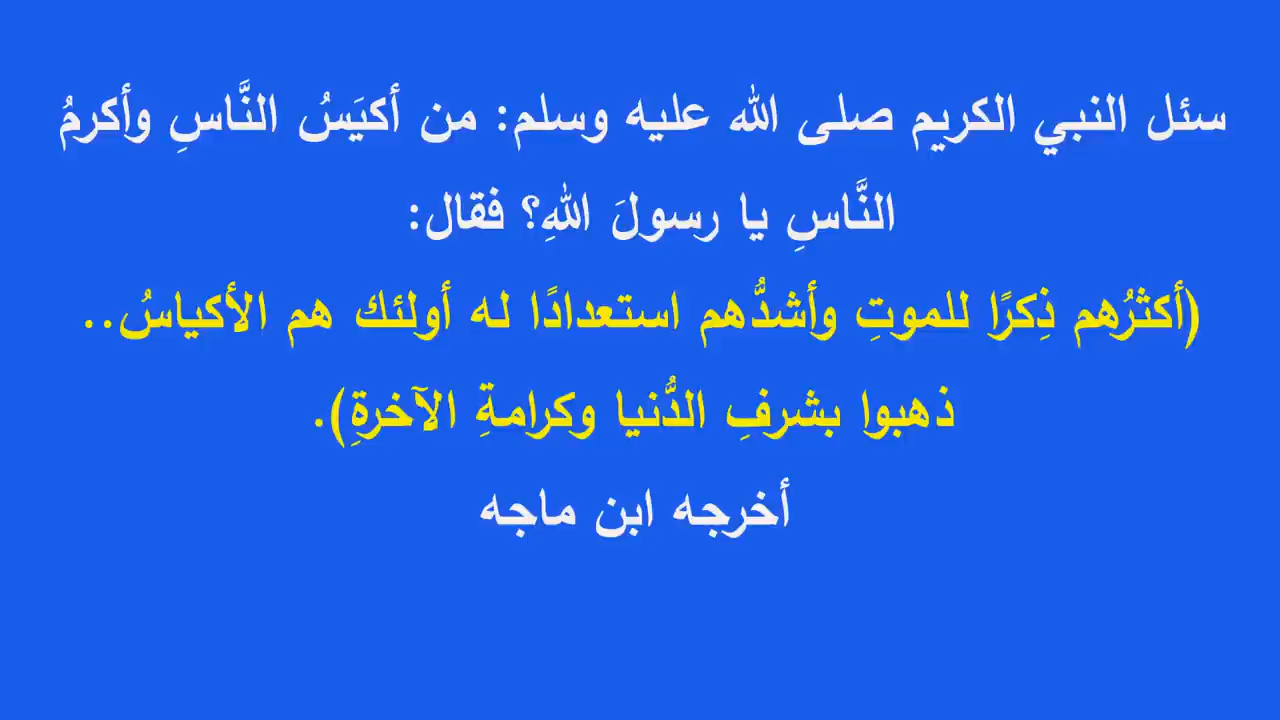 سئل النبي الكريم صلى الله عليه وسلم: من أكيَسُ النَّاسِ وأكرمُ
النَّاسِ يا رسولَ اللهِ؟ فقال:
(أكثرُهم ذِكرًا للموتِ وأشدُّهم استعدادًا له أولئك هم الأكياسُ..
ذهبوا بشرفِ الدُّنيا وكرامةِ الآخرةِ).
أخرجه ابن ماجه